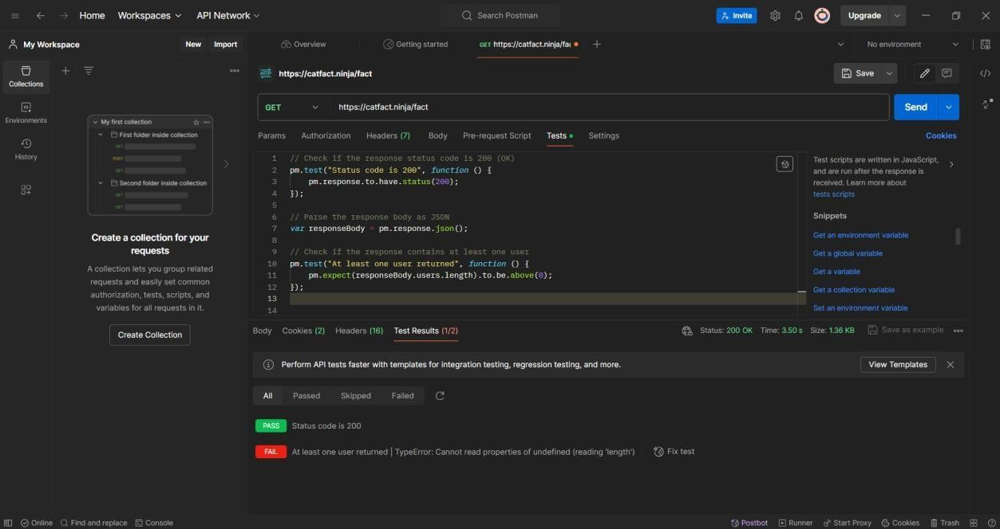 Home Workspaces API Network Search Postman Invite Upgrade
My Workspace New Import Overview Getting started GET https://catfact.ninja/fac No environment
Collections
Environments
History
My first collection
First folder inside collection
GET
POST
GET
Second folder inside collection
GET
GET
Create a collection for your
requests
A collection lets you group related
requests and easily set common
authorization, tests, scripts, and
variables for all requests in it.
Create Collection
HTTP https://catfact.ninja/fact Save
GET https://catfact.ninja/fact Send
Params Authorization Headers (7) Body Pre-request Script Tests Settings Cookies
1 // Check if the response status code is 200 (OK)
2 pm.test("Status code is 200", function () {
3 pm.response.to.have.status(200);
4 });
5
6 // Parse the response body as JSON
7 var responseBody = pm.response.json();
8
9 // Check if the response contains at least one user
10 pm.test("At least one user returned", function () {
11 pm.expect(responseBody.users.length).to.be.above(0);
12 });
13
14
Test scripts are written in JavaScript,
and are run after the response is
received. Learn more about
tests scripts
Snippets
Get an environment variable
Get a global variable
Get a variable
Get a collection variable
Set an environment variable
Body Cookies (2) Headers (16) Test Results (1/2) Status: 200 OK Time: 3.50 s Size: 1.36 KB Save as example
Perform API tests faster with templates for integration testing, regression testing, and more. View Templates
All Passed Skipped Failed
PASS Status code is 200
FAIL At least one user returned | TypeError: Cannot read properties of undefined (reading 'length') Fix test
Online Find and replace Console Postbot Runner Start Proxy Cookies Trash